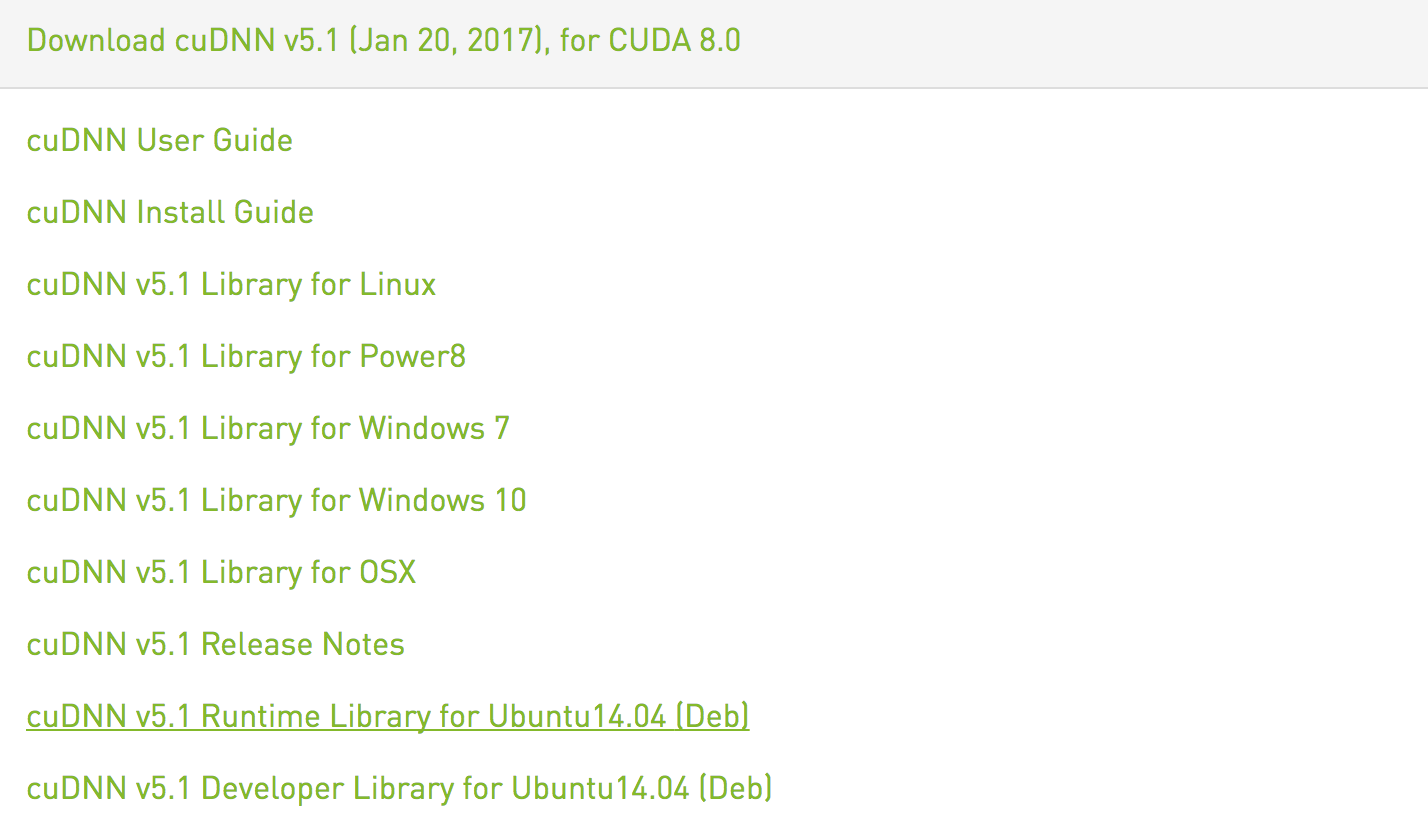 Download cuDNN v5.1 (Jan 20, 2017), for CUDA 8.0
cuDNN User Guide
cuDNN Install Guide
cuDNN v5.1 Library for Linux
cuDNN v5.1 Library for Power8
cuDNN v5.1 Library for Windows 7
cuDNN v5.1 Library for Windows 10
cuDNN v5.1 Library for OSX
cuDNN v5.1 Release Notes
cuDNN v5.1 Runtime Library for Ubuntu14.04 (Deb)
cuDNN v5.1 Developer Library for Ubuntu14.04 (Deb)